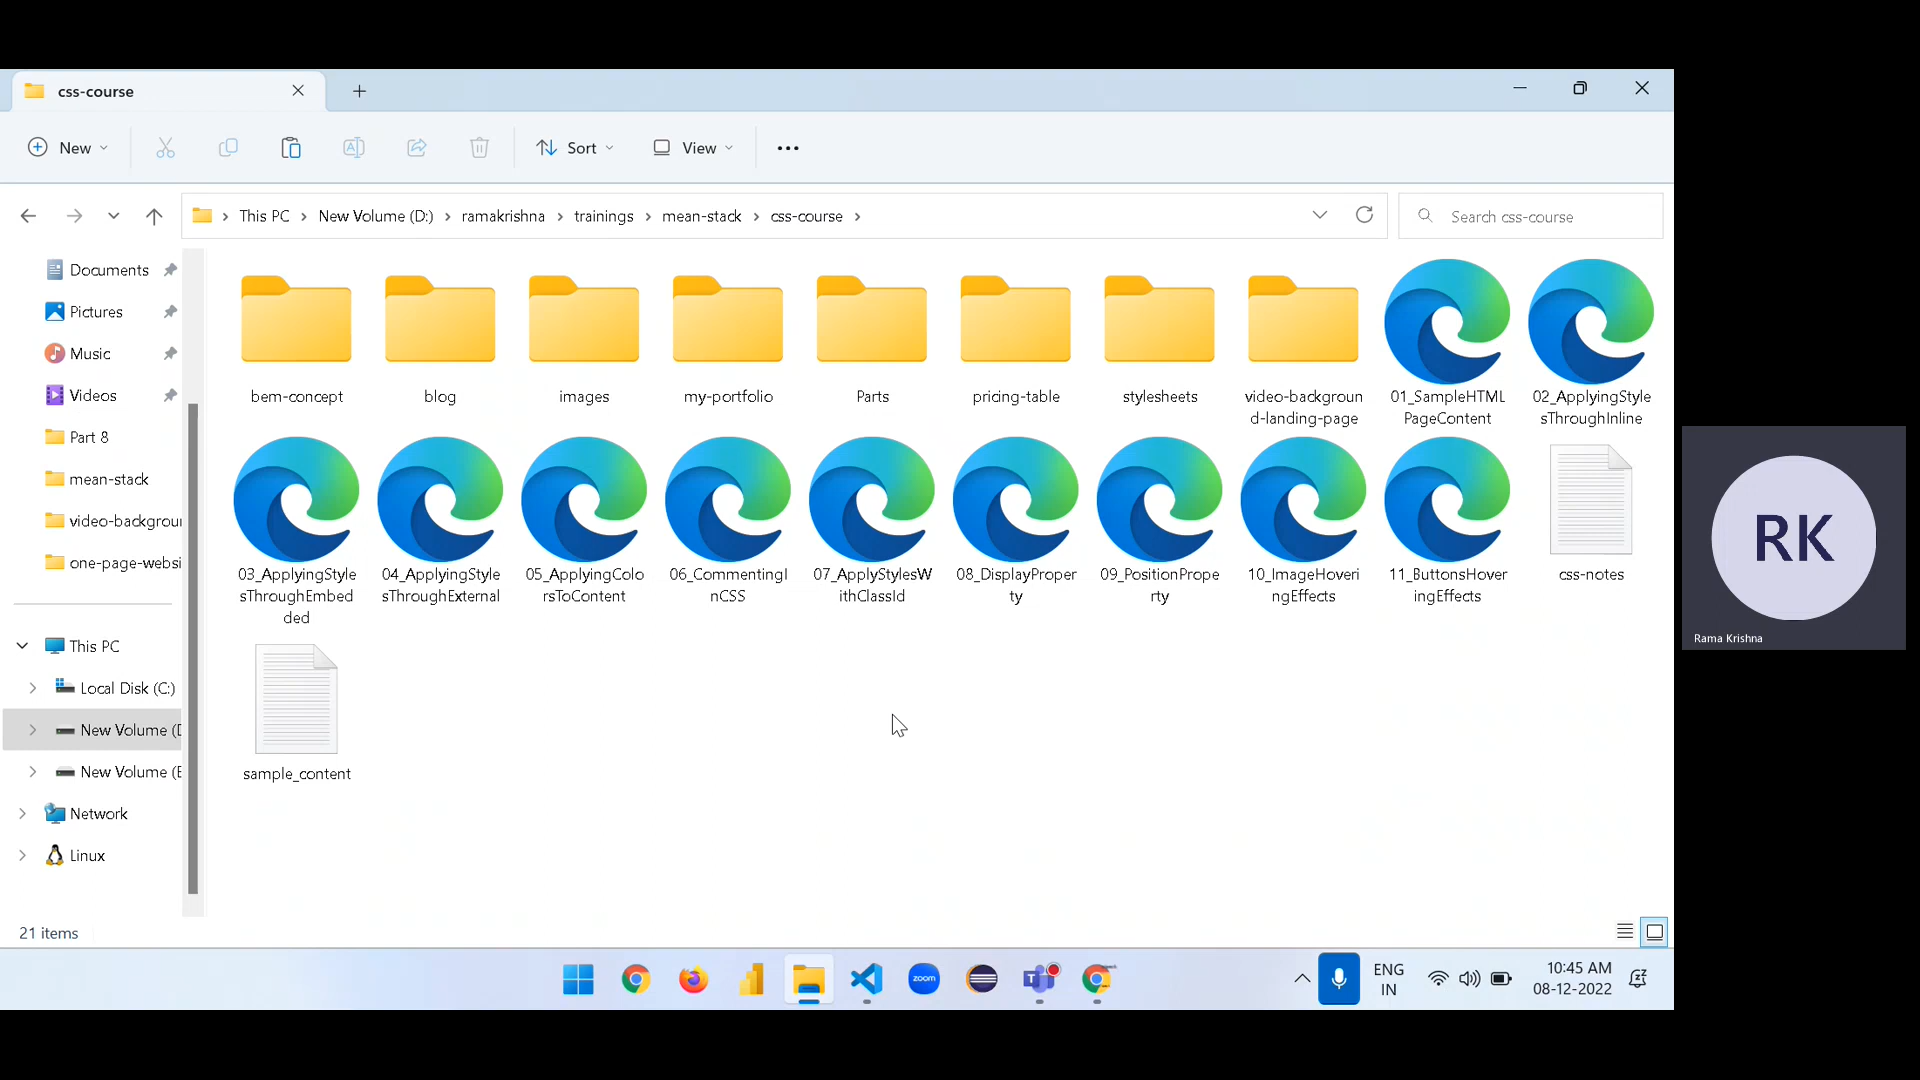 css-course
New
Sort
View
This PC
New Volume (D:)
ramakrishna
trainings
mean-stack
css-course
Search css-course
Documents
Pictures
Music
Videos
Part 8
mean-stack
video-backgrour
one-page-websi
This PC
Local Disk (C:)
New Volume (D
New Volume (E
Network
Linux
bem-concept
blog
images
my-portfolio
Parts
pricing-table
stylesheets
video-backgroun
d-landing-page
01_SampleHTML
PageContent
02_ApplyingStyle
sThroughInline
03_ApplyingStyle
sThroughEmbed
ded
04_ApplyingStyle
sThroughExternal
05_ApplyingColo
rsToContent
06_CommentingI
nCSS
07_ApplyStylesW
ithClassId
08_DisplayProper
ty
09_PositionPrope
rty
10_ImageHoveri
ngEffects
11_ButtonsHover
ingEffects
css-notes
sample_content
21 items
zoom
ENG
IN
10:45 AM
08-12-2022
RK
Rama Krishna